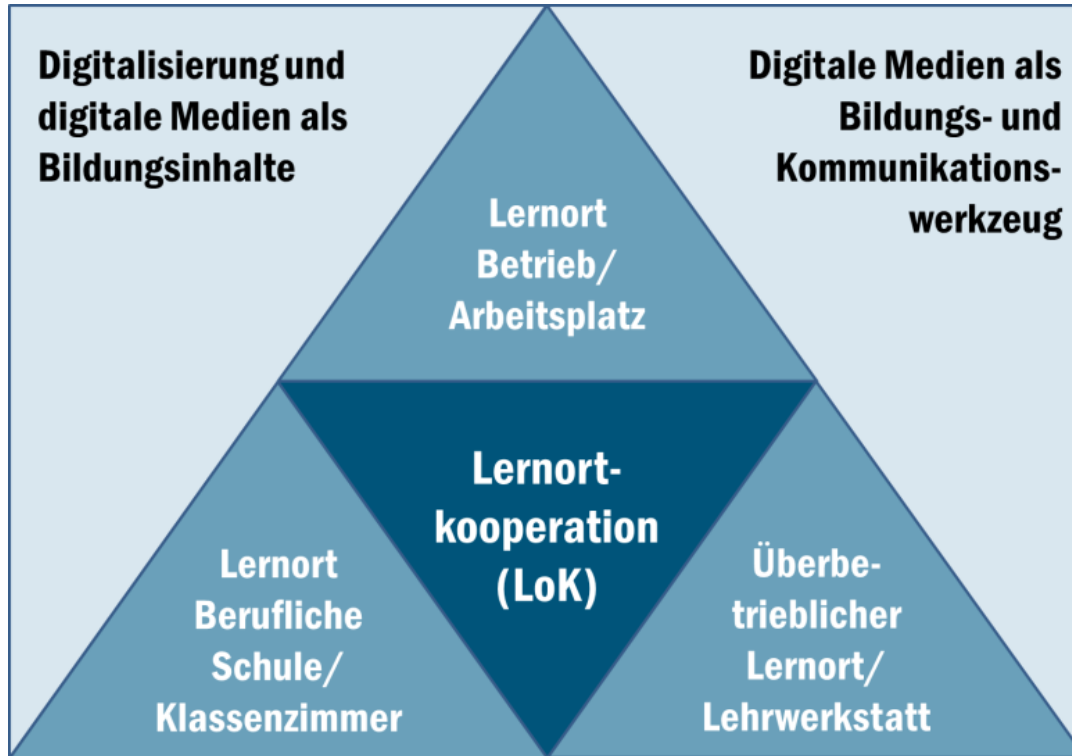 Digitalisierung und
digitale Medien als
Bildungsinhalte
Digitale Medien als
Bildungs- und
Kommunikations-
werkzeug
Lernort
Betrieb/
Arbeitsplatz
Lernort-
kooperation
(LoK)
Lernort
Berufliche
Schule/
Klassenzimmer
Überbe-
trieblicher
Lernort/
Lehrwerkstatt